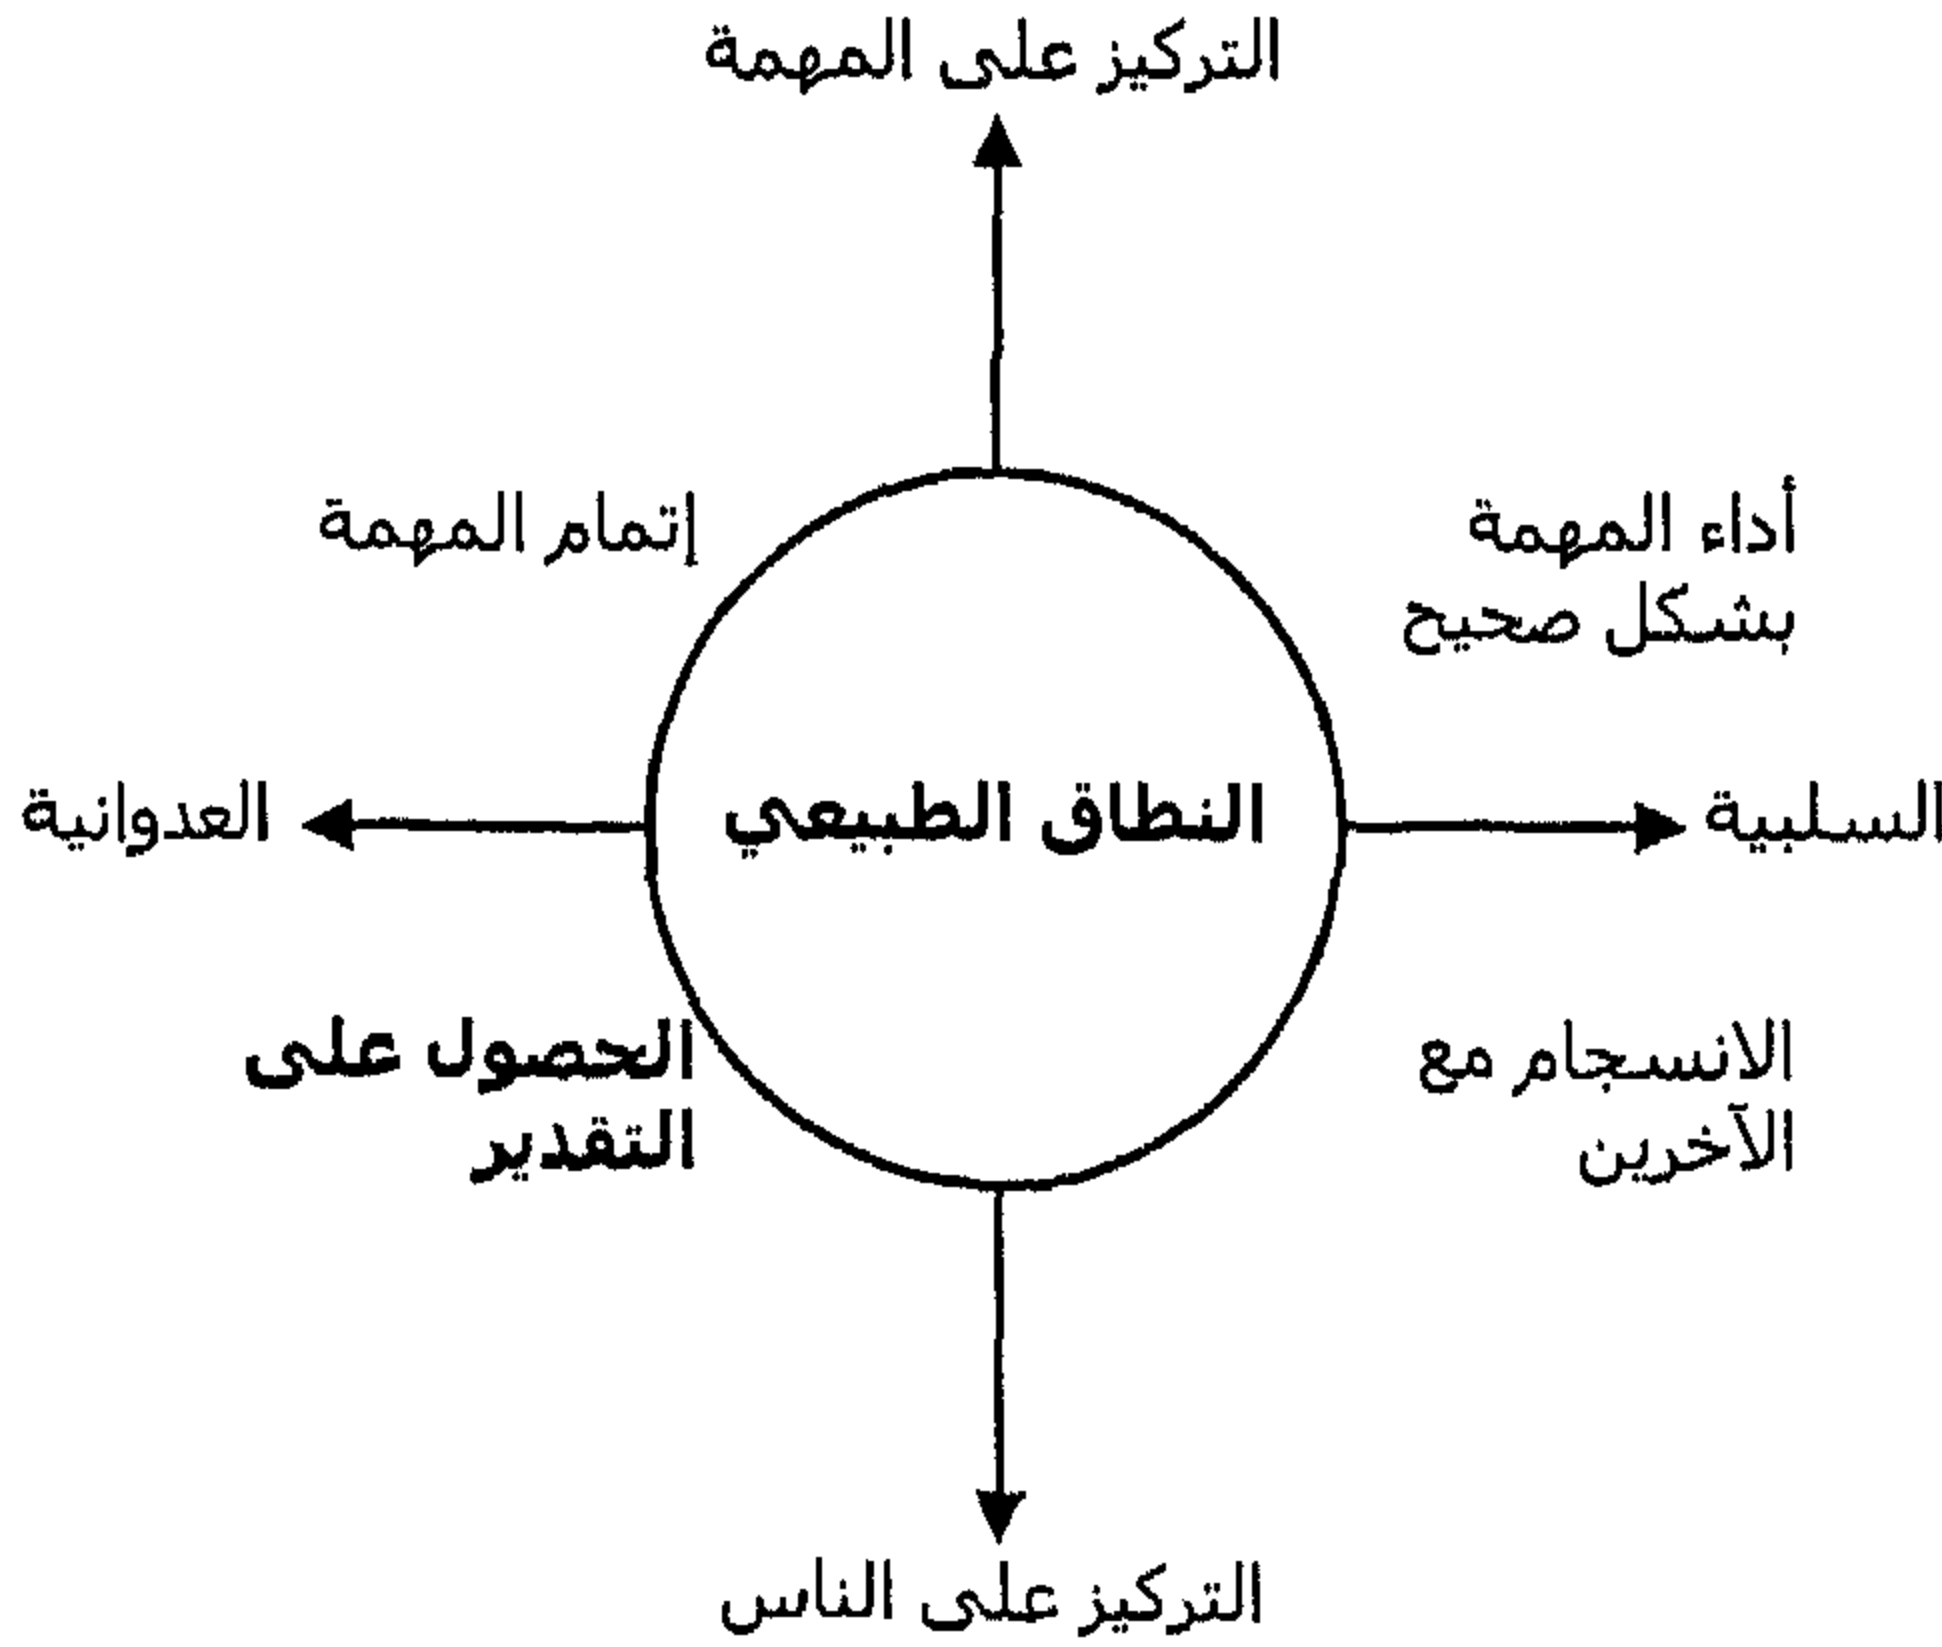 التركيز على المهمة
أداء المهمة
بشكل صحيح
إتمام المهمة
السلبية
النطاق الطبيعي
العدوانية
الانسجام مع
الآخرين
الحصول على
التقدير
التركيز على الناس